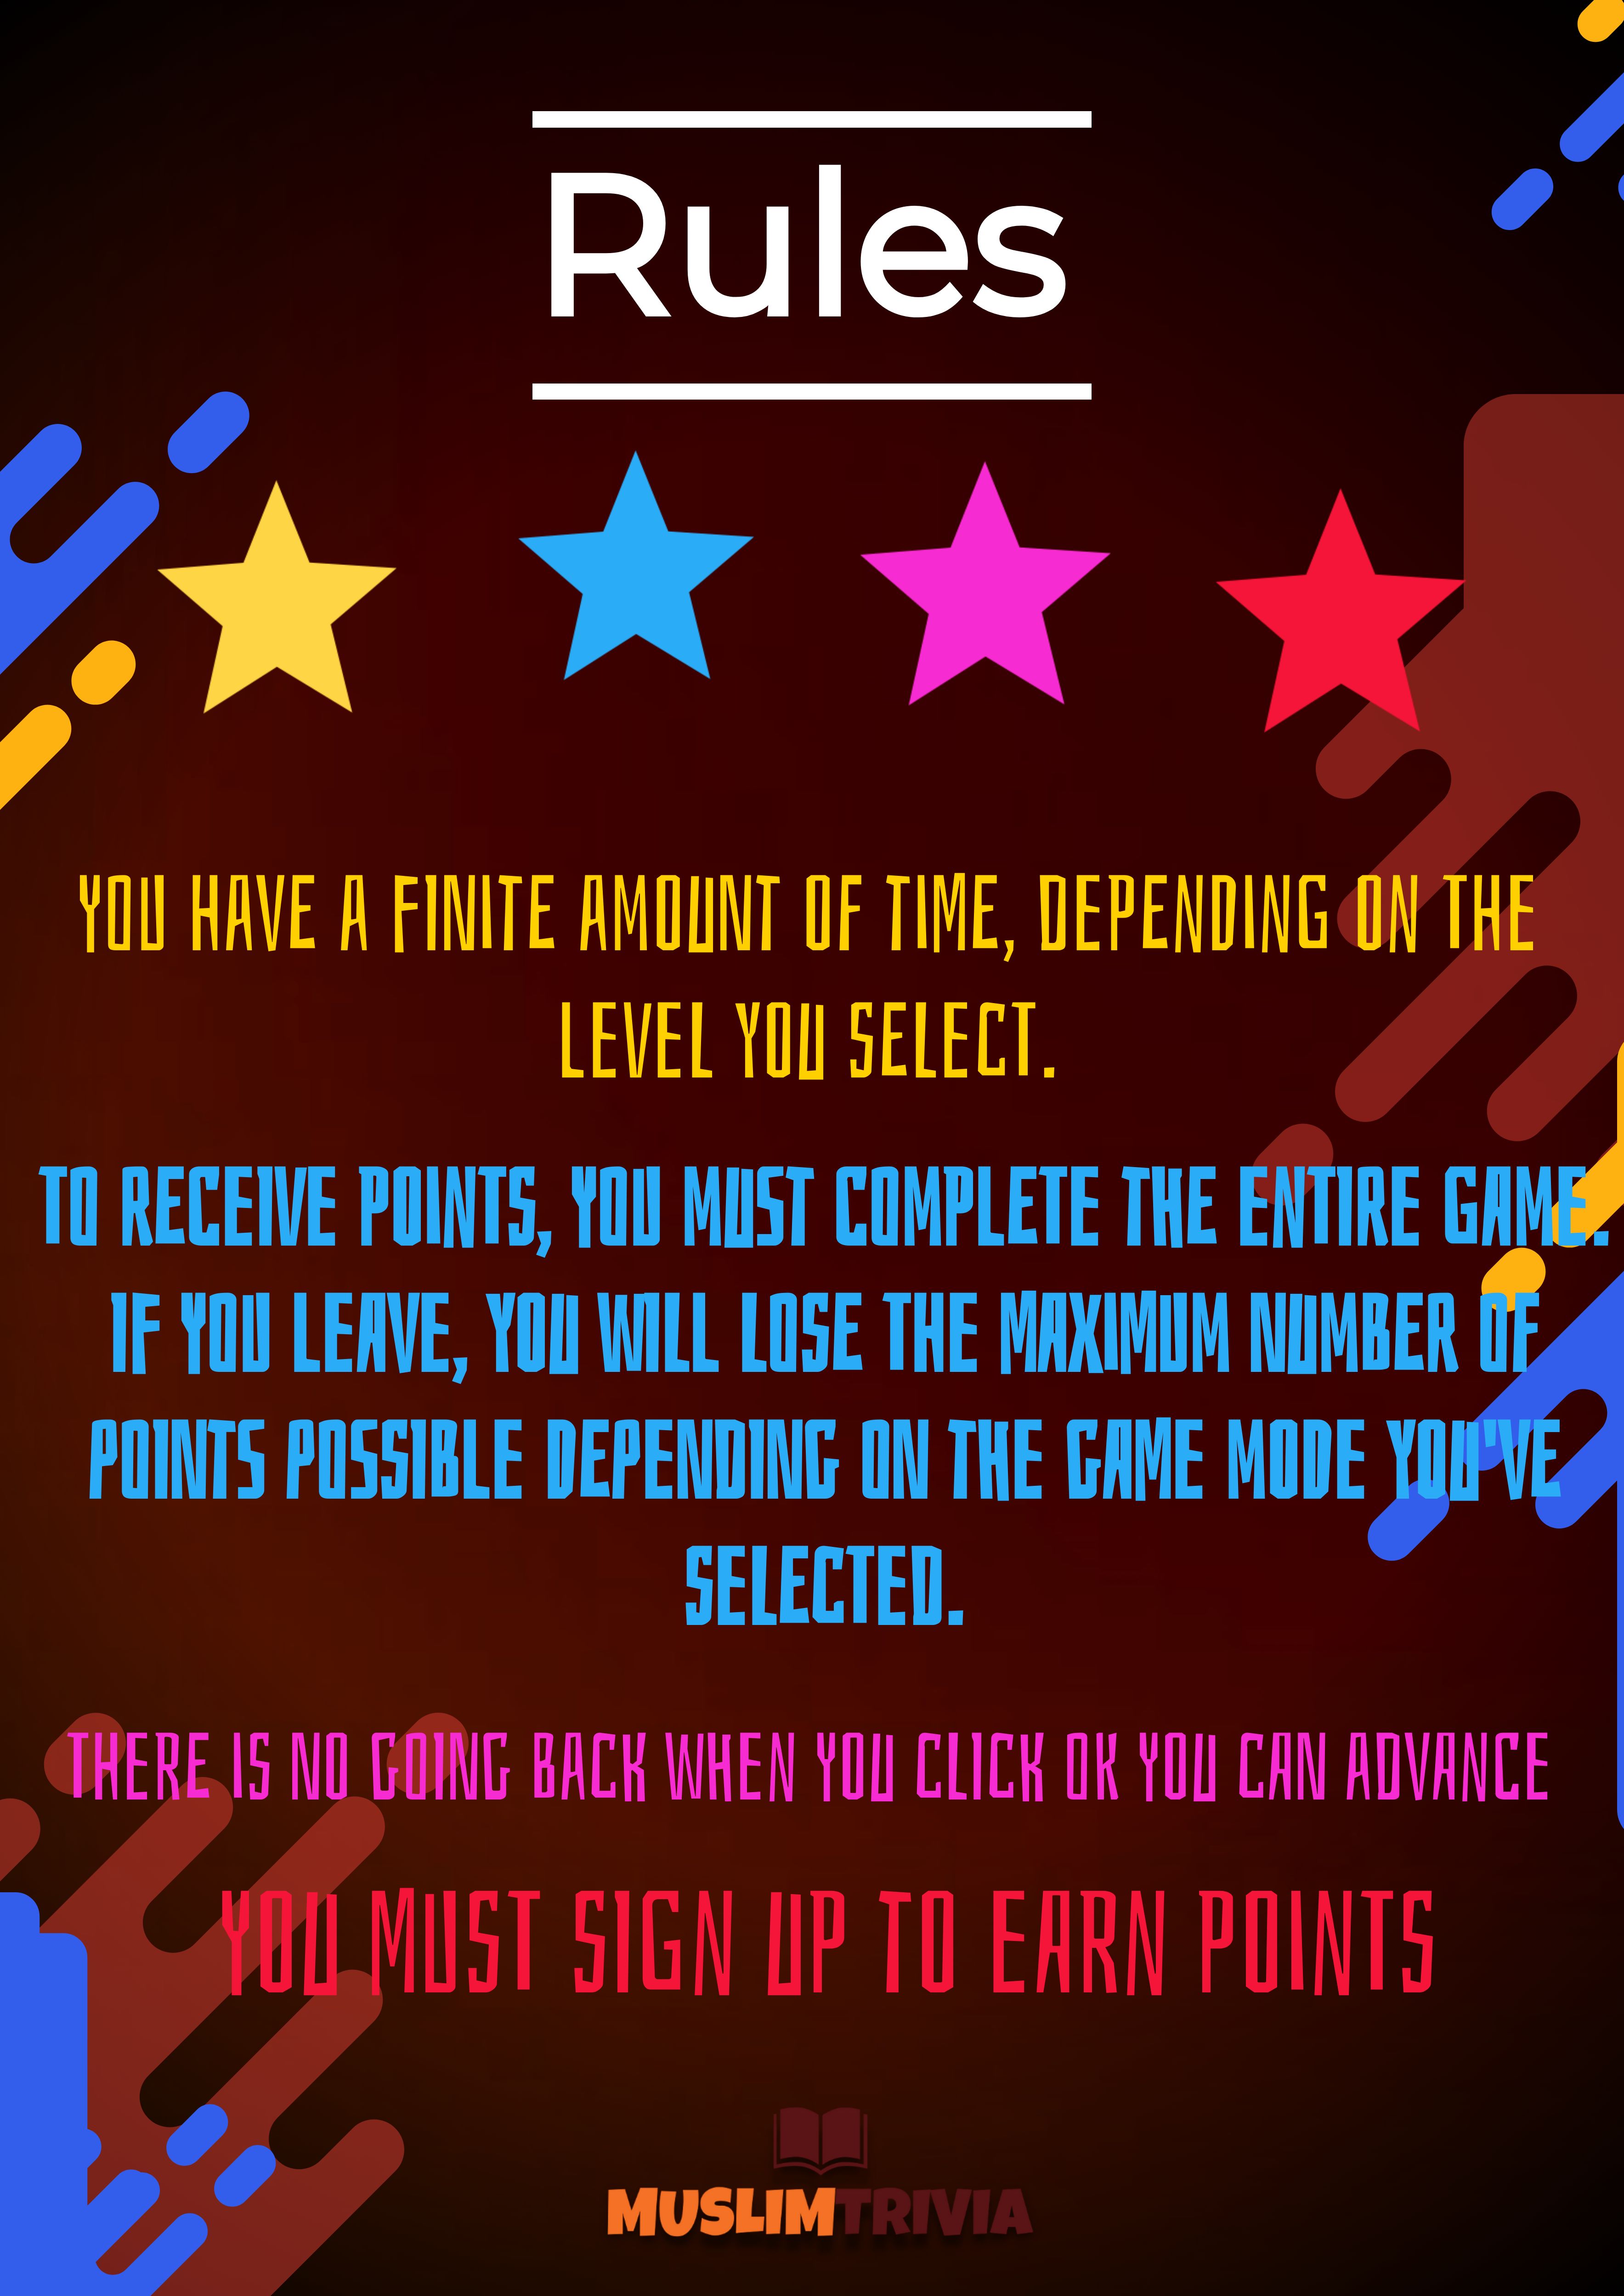 Rules
YOU HAVE A FINITE AMOUNT OF TIME, DEPENDING ON THE
LEVEL YOU SELECT.
TO RECEIVE POINTS, YOU MUST COMPLETE THE ENTIRE GAME.
IF YOU LEAVE, YOU WILL LOSE THE MAXIMUM NUMBER OF
POINTS POSSIBLE DEPENDING ON THE GAME MODE YOU'VE
SELECTED.
THERE IS NO GOING BACK WHEN YOU CLICK OK YOU CAN ADVANCE
YOU MUST SIGN UP TO EARN POINTS
MUSLIMTRIVIA